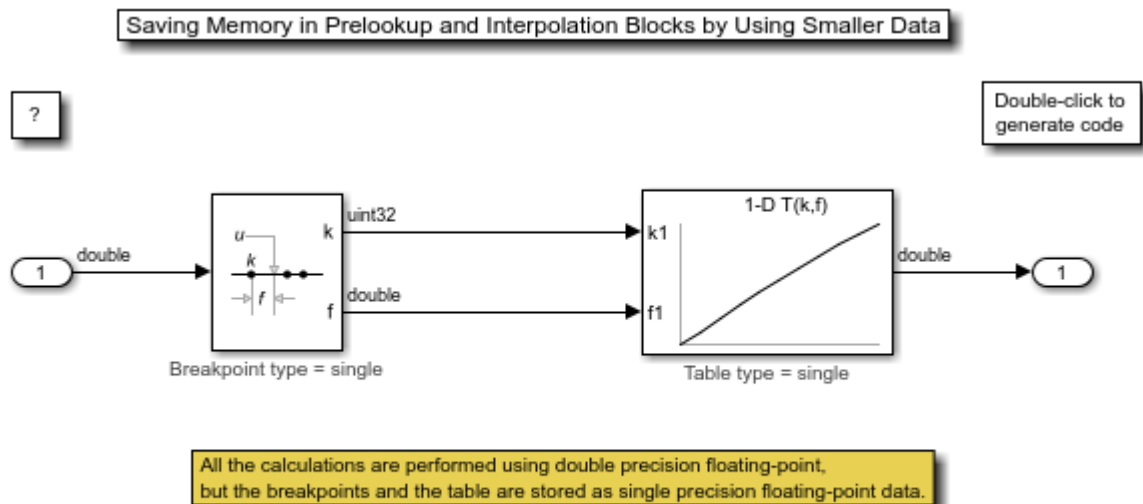 Saving Memory in Prelookup and Interpolation Blocks by Using Smaller Data
?
Double-click to
generate code
1
double
u
k
f
k
f
uint32
double
Breakpoint type = single
1-D T(k,f)
k1
f1
Table type = single
double
1
All the calculations are performed using double precision floating-point,
but the breakpoints and the table are stored as single precision floating-point data.